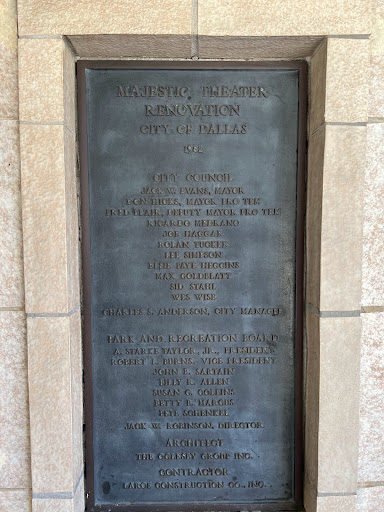 MAJESTIC THEATER
RENOVATION
CITY OF DALLAS
1982
CITY COUNCIL
JACK W. EVANS, MAYOR
DON HICKS, MAYOR PRO TEM
FRED BLAIR, DEPUTY MAYOR PRO TEM
RICARDO MEDRANO
JOE HAGGAR
ROLAN TUCKER
LEE SIMPSON
ELSIE FAYE HEGGINS
MAX GOLDBLATT
SID STAHL
WES WISE
CHARLES S. ANDERSON, CITY MANAGER
PARK AND RECREATION BOARD
A. STARKE TAYLOR, JR., PRESIDENT
ROBERT L. BURNS, VICE PRESIDENT
JOHN E. SARTAIN
BILLY R. ALLEN
SUSAN G. COLLINS
BETTY B. MARCUS
PETE SCHENKEL
JACK W. ROBINSON, DIRECTOR
ARCHITECT
THE OGLESBY GROUP INC.
CONTRACTOR
LAROE CONSTRUCTION CO., INC.